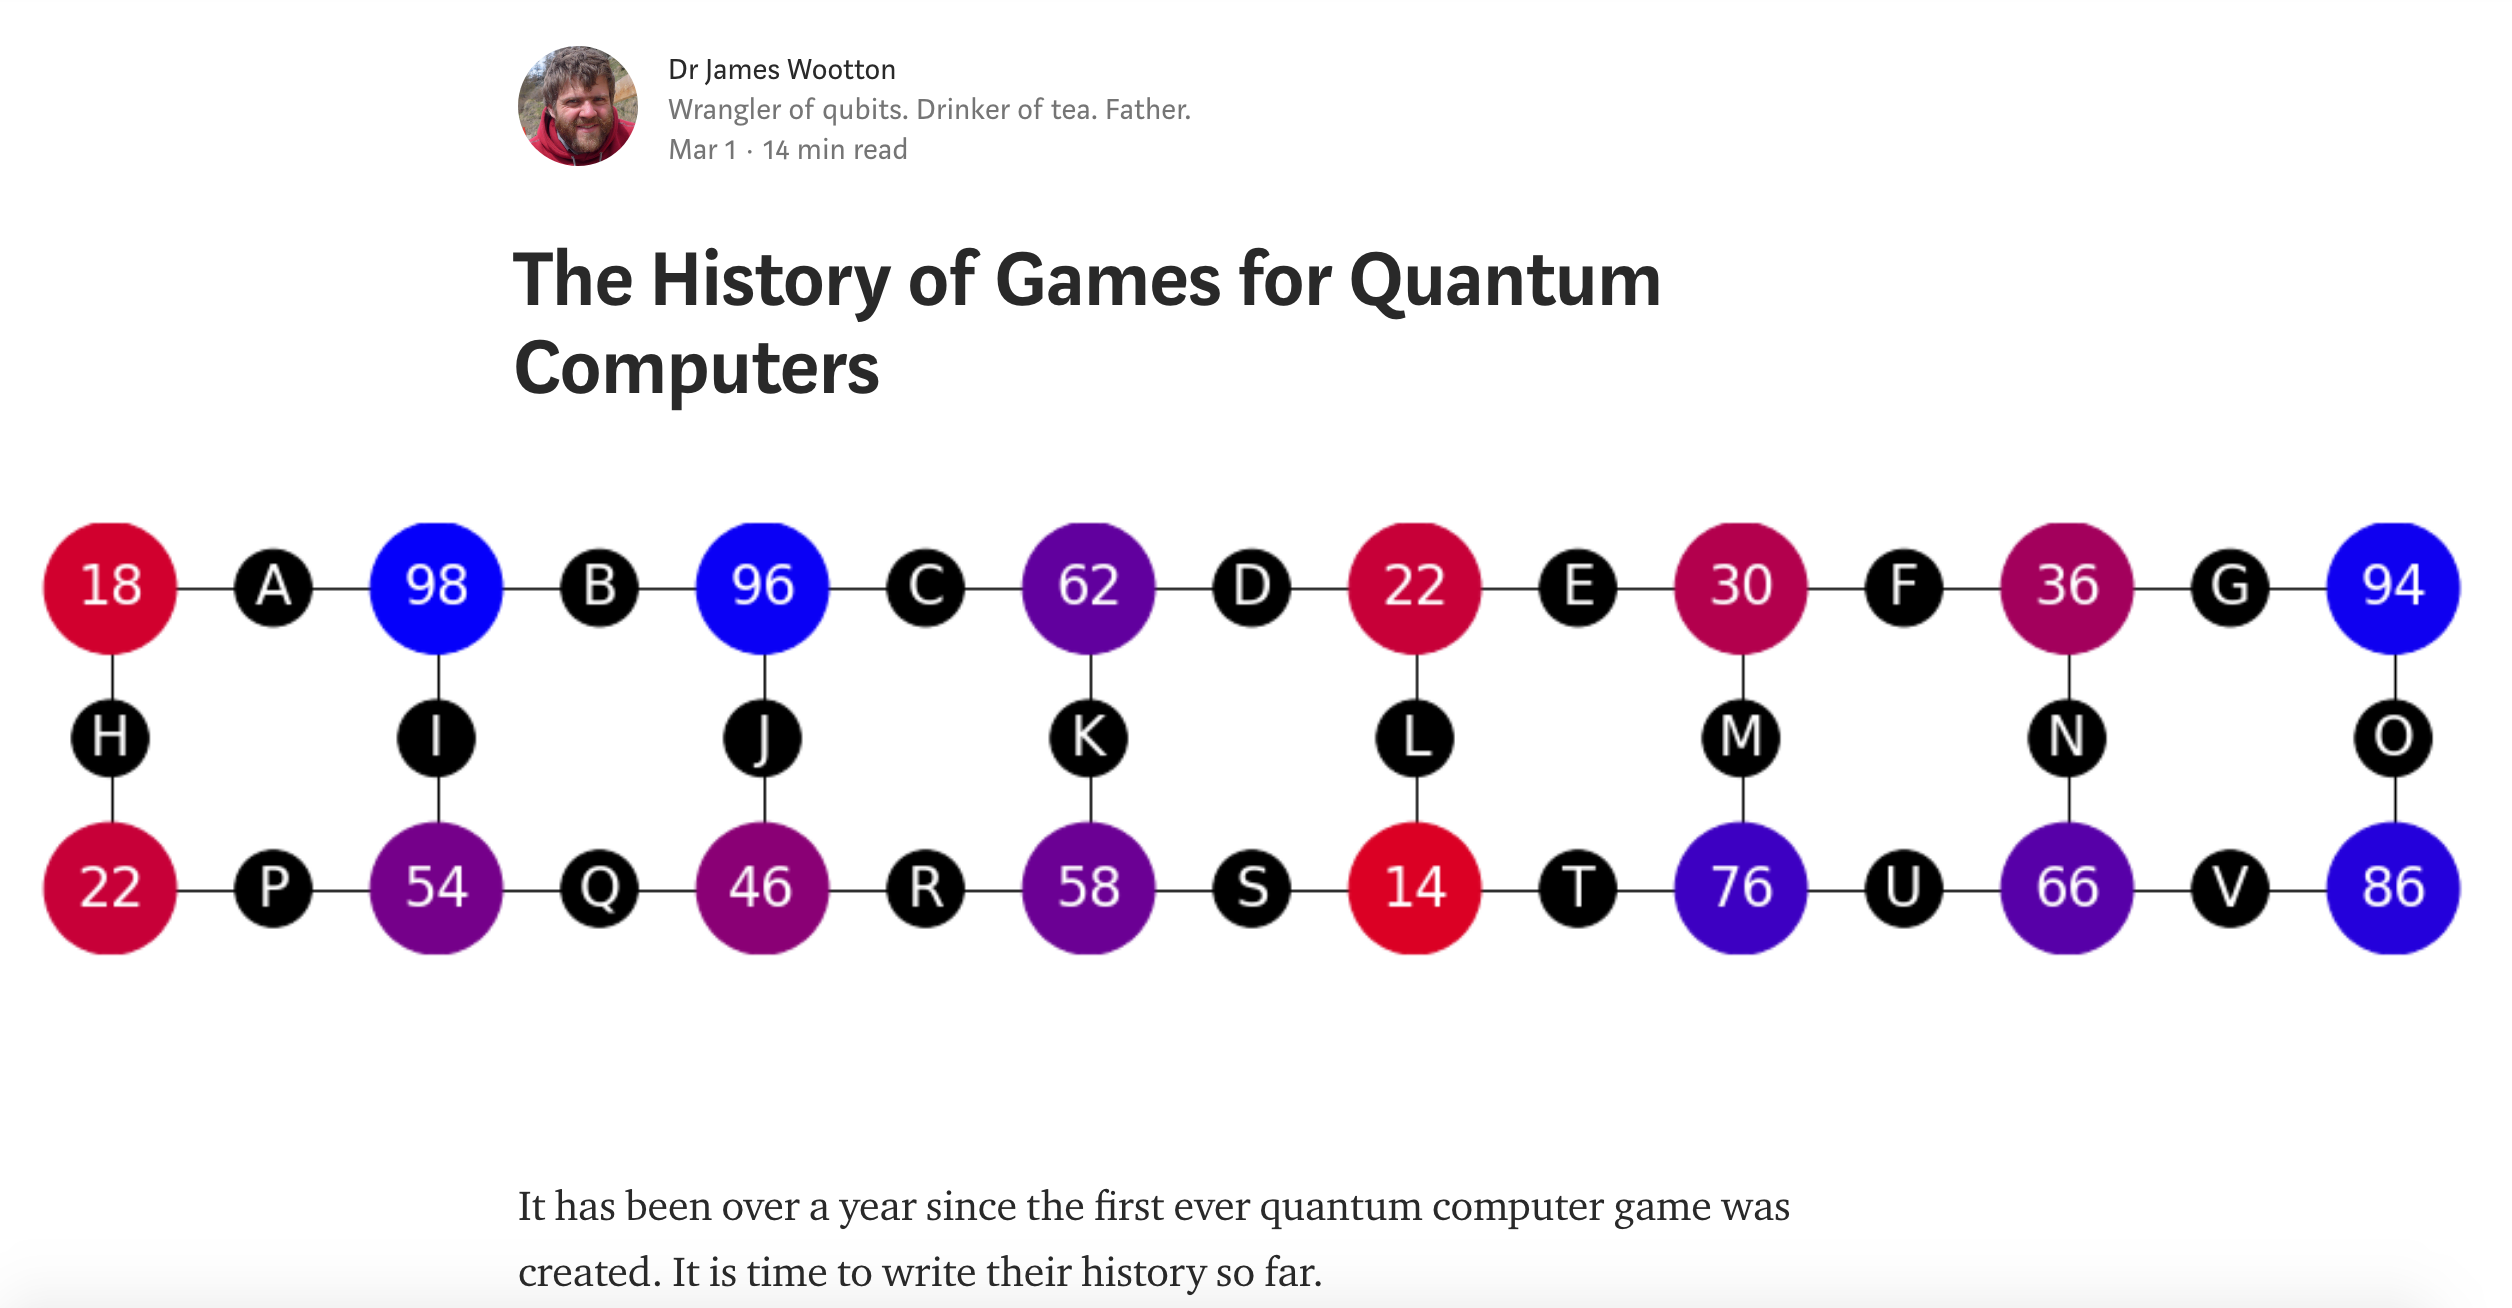 Dr James Wootton
Wrangler of qubits. Drinker of tea. Father.
Mar 1 · 14 min read
The History of Games for Quantum
Computers
18 A 98 B 96 C 62 D 22 E 30 F 36 G 94
H I J K L M N O
22 P 54 Q 46 R 58 S 14 T 76 U 66 V 86
It has been over a year since the first ever quantum computer game was
created. It is time to write their history so far.